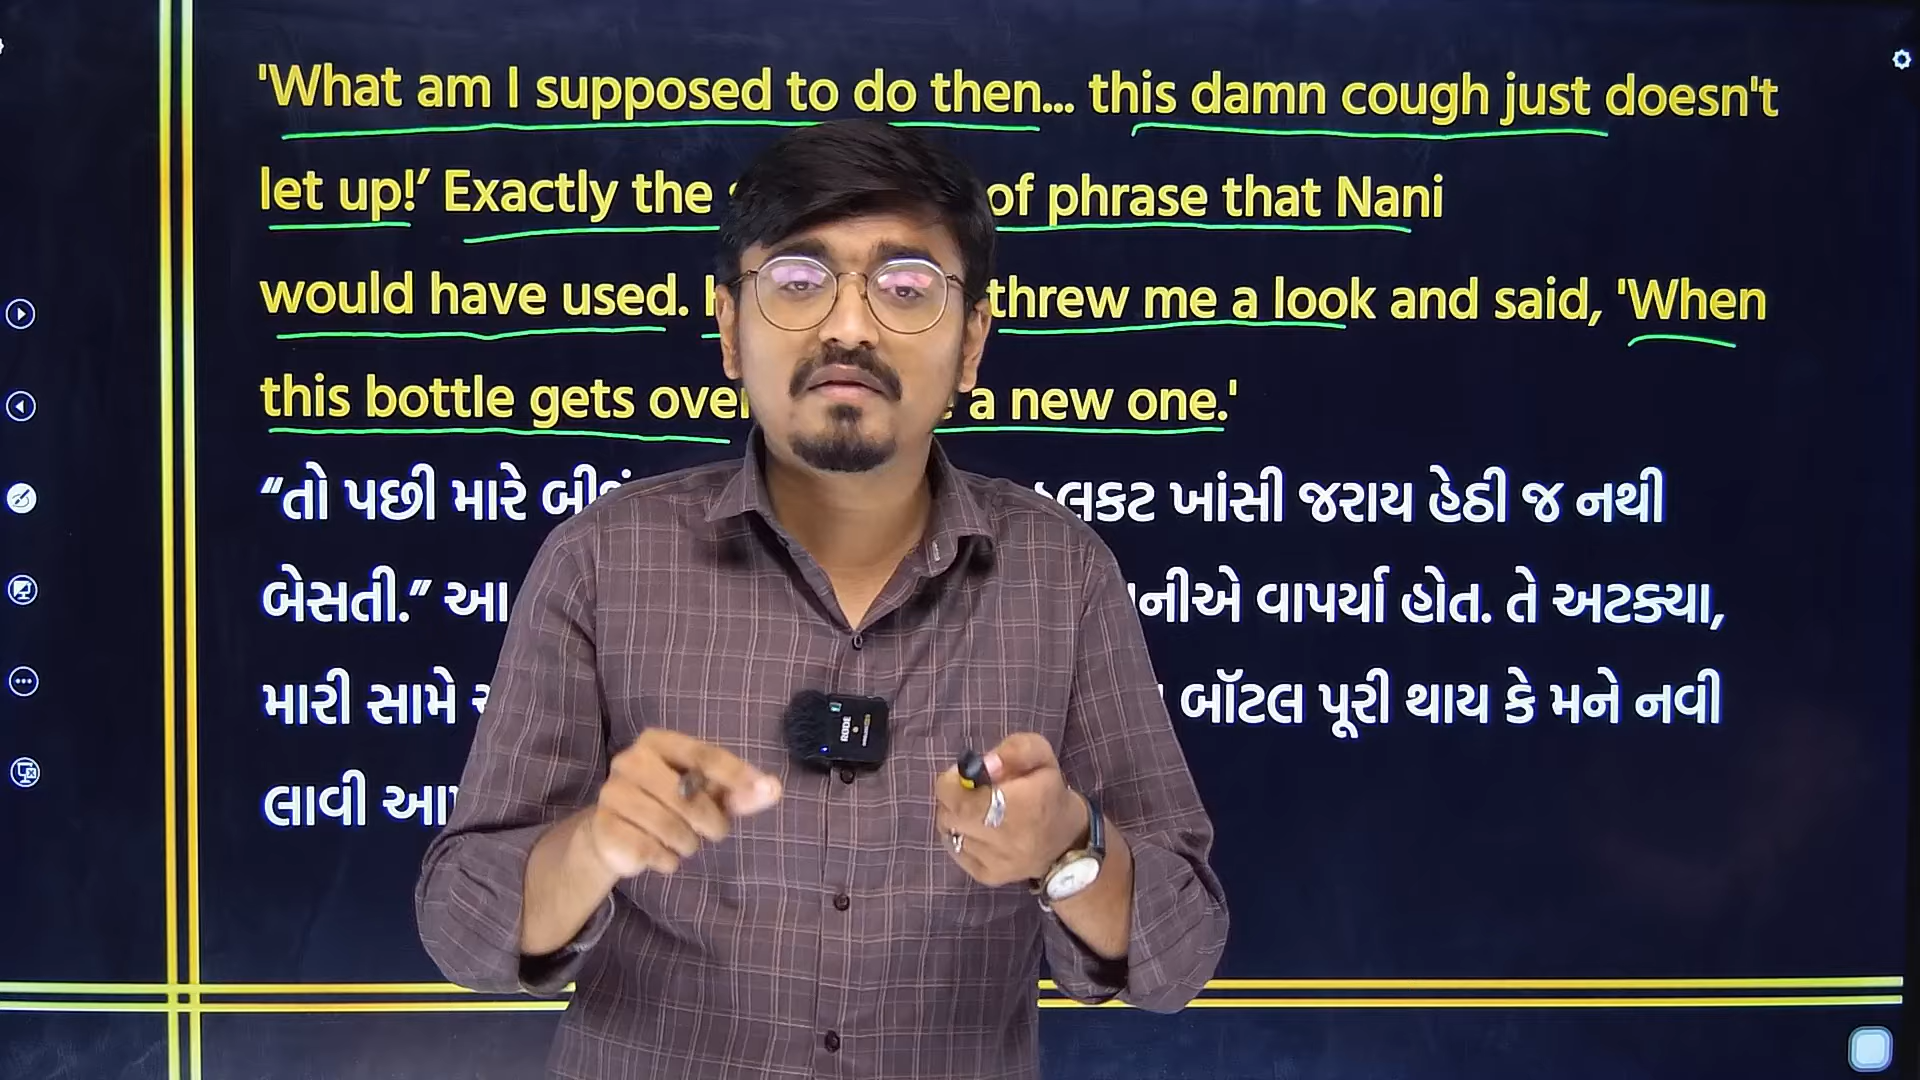 'What am I supposed to do then... this damn cough just doesn't
let up!’ Exactly the of phrase that Nani
would have used. threw me a look and said, 'When
this bottle gets over a new one.'
“તો પછી મારે ખાંસી જરાય હેઠી જ નથી
બેસતી.” આ વાપર્યા હોત. તે અટક્યા,
મારી સામે બૉટલ પૂરી થાય કે મને નવી
લાવી
RODE